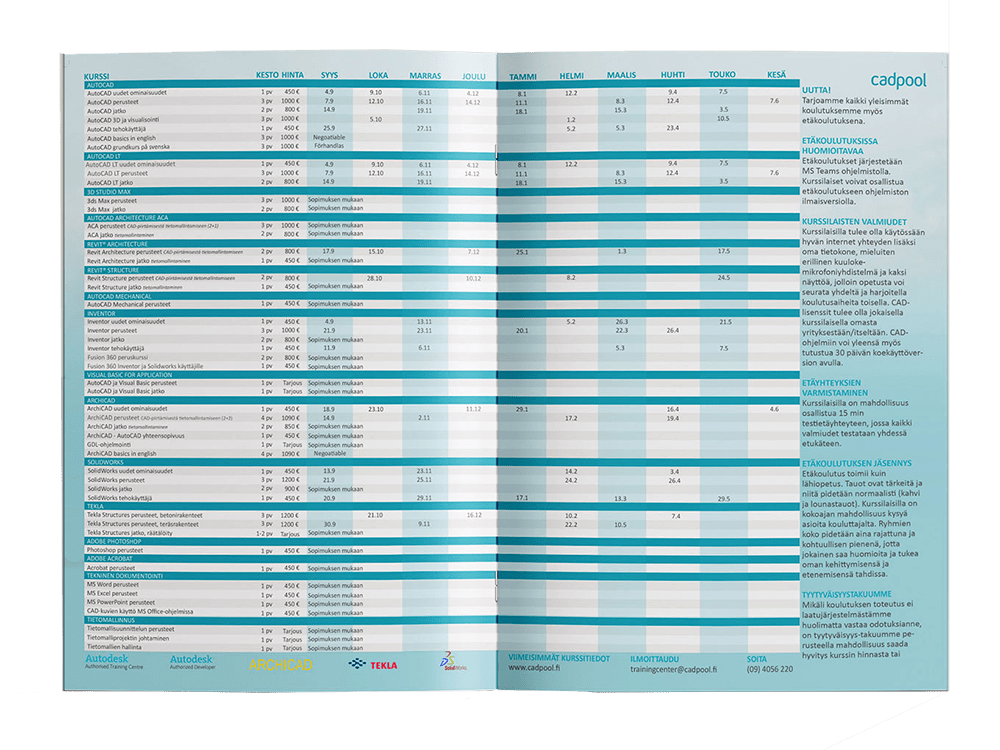 KURSSI KESTO HINTA SYYS LOKA MARRAS JOULU TAMMI HELMI MAALIS HUHTI TOUKO KESÄ
AUTOCAD
AutoCAD uudet ominaisuudet 1 pv 450 € 4.9 9.10 6.11 4.12 8.1 12.2 9.4 7.5
AutoCAD perusteet 3 pv 1000 € 7.9 12.10 16.11 14.12 11.1 8.3 12.4 7.6
AutoCAD jatko 2 pv 800 € 14.9 19.11 18.1 15.3 3.5
AutoCAD 3D ja visualisointi 3 pv 1000 € 5.10 1.2 10.5
AutoCAD tehokäyttäjä 1 pv 450 € 25.9 27.11 5.2 5.3 23.4
AutoCAD basics in english 3 pv 1000 € Negoatiable
AutoCAD grundkurs på svenska 3 pv 1000 € Förhandlas
AUTOCAD LT
AutoCAD LT uudet ominaisuudet 1 pv 450 € 4.9 9.10 6.11 4.12 8.1 12.2 9.4 7.5
AutoCAD LT perusteet 3 pv 1000 € 7.9 12.10 16.11 14.12 11.1 8.3 12.4 7.6
AutoCAD LT jatko 2 pv 800 € 14.9 19.11 18.1 15.3 3.5
3D STUDIO MAX
3ds Max perusteet 3 pv 1000 € Sopimuksen mukaan
3ds Max jatko 2 pv 800 € Sopimuksen mukaan
AUTOCAD ARCHITECTURE ACA
ACA perusteet CAD-piirtämisestä tietomallintamiseen (2+1) 3 pv 1000 € Sopimuksen mukaan
ACA jatko tietomallintaminen 2 pv 800 € Sopimuksen mukaan
REVIT® ARCHITECTURE
Revit Architecture perusteet CAD-piirtämisestä tietomallintamiseen 2 pv 800 € 17.9 15.10 7.12 25.1 1.3 17.5
Revit Architecture jatko tietomallintaminen 1 pv 450 € Sopimuksen mukaan
REVIT® STRUCTURE
Revit Structure perusteet CAD-piirtämisestä tietomallintamiseen 2 pv 800 € 28.10 10.12 8.2 24.5
Revit Structure jatko tietomallintaminen 1 pv 450 € Sopimuksen mukaan
AUTOCAD MECHANICAL
AutoCAD Mechanical perusteet 1 pv 450 € Sopimuksen mukaan
INVENTOR
Inventor uudet ominaisuudet 1 pv 450 € 4.9 13.11 5.2 26.3 21.5
Inventor perusteet 3 pv 1000 € 21.9 23.11 20.1 22.3 26.4
Inventor jatko 2 pv 800 € Sopimuksen mukaan
Inventor tehokäyttäjä 1 pv 450 € 11.9 6.11 5.3 7.5
Fusion 360 peruskurssi 2 pv 800 € Sopimuksen mukaan
Fusion 360 Inventor ja Solidworks käyttäjille 1 pv 450 € Sopimuksen mukaan
VISUAL BASIC FOR APPLICATION
AutoCAD ja Visual Basic perusteet 1 pv Tarjous Sopimuksen mukaan
AutoCAD ja Visual Basic jatko 1 pv Tarjous Sopimuksen mukaan
ARCHICAD
ArchiCAD uudet ominaisuudet 1 pv 450 € 18.9 23.10 11.12 29.1 16.4 4.6
ArchiCAD perusteet CAD-piirtämisestä tietomallintamiseen (2+2) 4 pv 1090 € 14.9 2.11 17.2 19.4
ArchiCAD jatko tietomallintaminen 2 pv 850 € Sopimuksen mukaan
ArchiCAD - AutoCAD yhteensopivuus 1 pv 450 € Sopimuksen mukaan
GDL-ohjelmointi 1 pv Tarjous Sopimuksen mukaan
ArchiCAD basics in english 4 pv 1090 € Negoatiable
SOLIDWORKS
SolidWorks uudet ominaisuudet 1 pv 450 € 13.9 23.11 14.2 3.4
SolidWorks perusteet 3 pv 1200 € 21.9 25.11 24.2 26.4
SolidWorks jatko 2 pv 900 € Sopimuksen mukaan
SolidWorks tehokäyttäjä 1 pv 450 € 20.9 29.11 17.1 13.3 29.5
TEKLA
Tekla Structures perusteet, betonirakenteet 3 pv 1200 € 21.10 16.12 10.2 7.4
Tekla Structures perusteet, teräsrakenteet 3 pv 1200 € 30.9 9.11 22.2 10.5
Tekla Structures jatko, räätälöity 1-2 pv Tarjous Sopimuksen mukaan
ADOBE PHOTOSHOP
Photoshop perusteet 1 pv 450 € Sopimuksen mukaan
ADOBE ACROBAT
Acrobat perusteet 1 pv 450 € Sopimuksen mukaan
TEKNINEN DOKUMENTOINTI
MS Word perusteet 1 pv 450 € Sopimuksen mukaan
MS Excel perusteet 1 pv 450 € Sopimuksen mukaan
MS PowerPoint perusteet 1 pv 450 € Sopimuksen mukaan
CAD-kuvien käyttö MS Office-ohjelmissa 1 pv 450 € Sopimuksen mukaan
TIETOMALLINNUS
Tietomallisuunnittelun perusteet 1 pv Tarjous Sopimuksen mukaan
Tietomalliprojektin johtaminen 1 pv Tarjous Sopimuksen mukaan
Tietomallien hallinta 1 pv Tarjous Sopimuksen mukaan
Autodesk
Authorised Training Centre
Autodesk
Authorized Developer
ARCHICAD
TEKLA
SolidWorks
VIIMEISIMMÄT KURSSITIEDOT
www.cadpool.fi
ILMOITTAUDU
trainingcenter@cadpool.fi
SOITA
(09) 4056 220
cadpool
UUTTA!
Tarjoamme kaikki yleisimmät
koulutuksemme myös
etäkoulutuksena.
ETÄKOULUTUKSISSA
HUOMIOITAVAA
Etäkoulutukset järjestetään
MS Teams ohjelmistolla.
Kurssilaiset voivat osallistua
etäkoulutukseen ohjelmiston
ilmaisversiolla.
KURSSILAISTEN VALMIUDET
Kurssilaisilla tulee olla käytössään
hyvän internet yhteyden lisäksi
oma tietokone, mieluiten
erillinen kuuloke-
mikrofoniyhdistelmä ja kaksi
näyttöä, jolloin opetusta voi
seurata yhdeltä ja harjoitella
koulutusaiheita toisella. CAD-
lisenssit tulee olla jokaisella
kurssilaisella omasta
yrityksestään/itseltään. CAD-
ohjelmiin voi yleensä myös
tutustua 30 päivän koekäyttöver-
sion avulla.
ETÄYHTEYKSIEN
VARMISTAMINEN
Kurssilaisilla on mahdollisuus
osallistua 15 min
testietäyhteyteen, jossa kaikki
valmiudet testataan yhdessä
etukäteen.
ETÄKOULUTUKSEN JÄSENNYS
Etäkoulutus toimii kuin
lähiopetus. Tauot ovat tärkeitä ja
niitä pidetään normaalisti (kahvi
ja lounastauot). Kurssilaisilla on
kokoajan mahdollisuus kysyä
asioita kouluttajalta. Ryhmien
koko pidetään aina rajattuna ja
kohtuullisen pienenä, jotta
jokainen saa huomioita ja tukea
oman kehittymisensä ja
etenemisensä tahdissa.
TYYTYVÄISYYSTAKUUMME
Mikäli koulutuksen toteutus ei
laatujärjestelmästämme
huolimatta vastaa odotuksianne,
on tyytyväisyys-takuumme pe-
rusteella mahdollisuus saada
hyvitys kurssin hinnasta tai